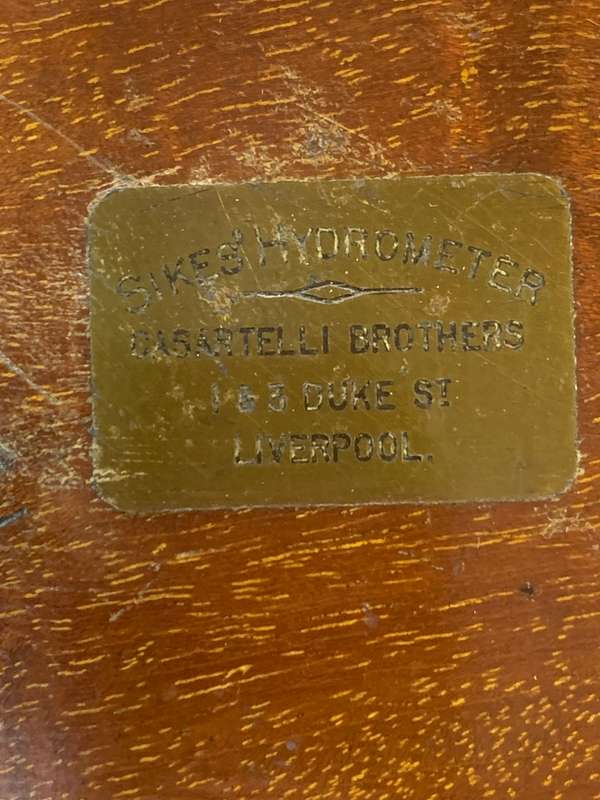 SIKES' HYDROMETER
CASARTELLI BROTHERS
1 & 3 DUKE ST
LIVERPOOL.